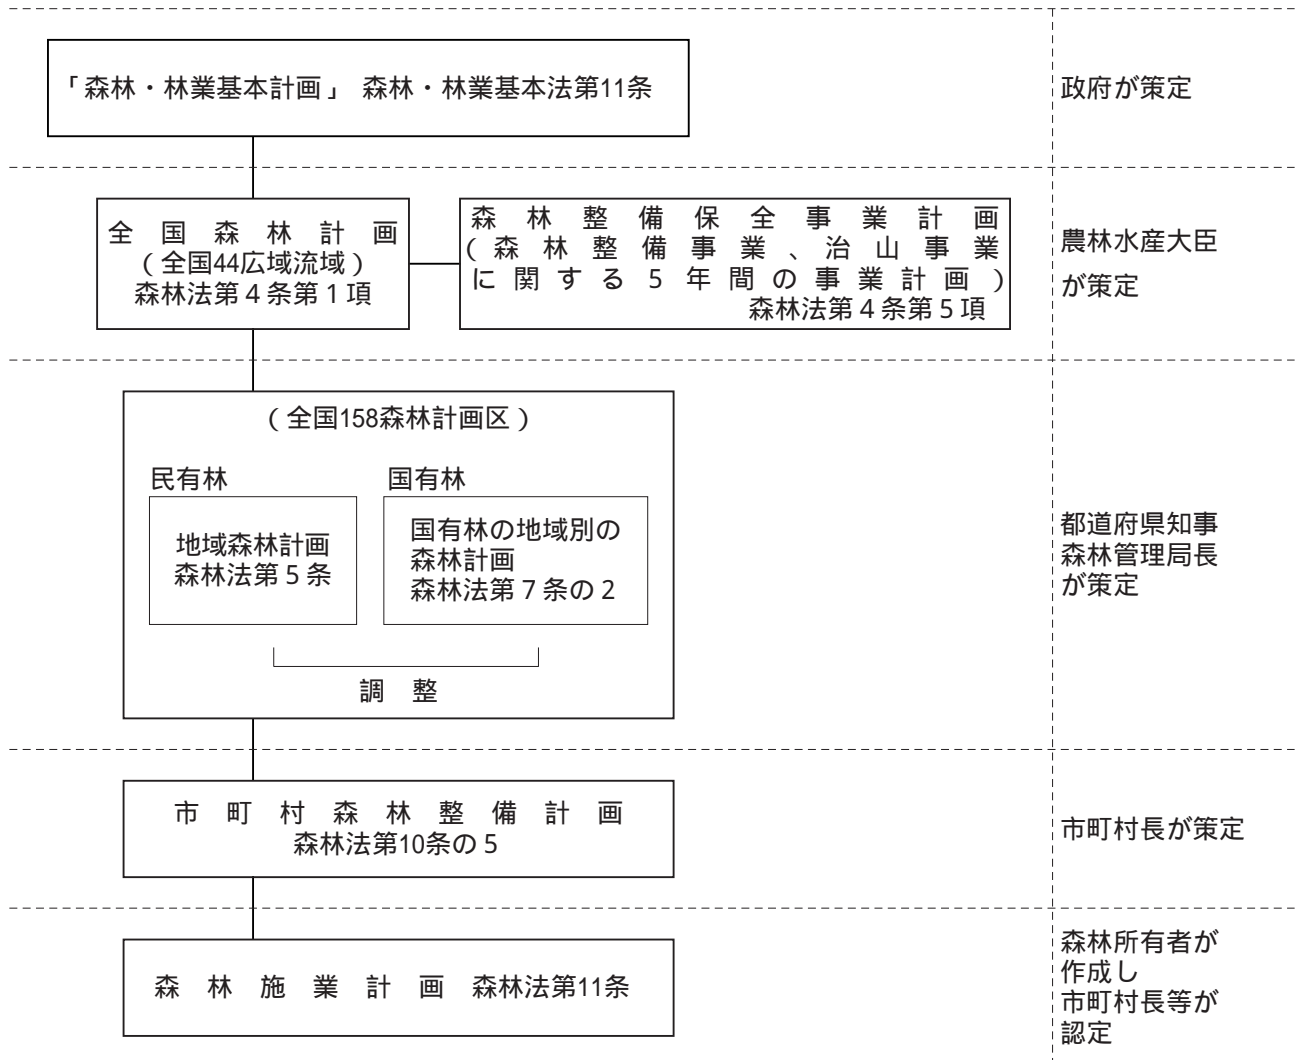 「森林・林業基本計画」 森林・林業基本法第11条
政府が策定
全国森林計画
(全国44広域流域)
森林法第4条第1項
森林整備保全事業計画
(森林整備事業、治山事業
に関する5年間の事業計画)
森林法第4条第5項
農林水産大臣
が策定
(全国158森林計画区)
民有林
地域森林計画
森林法第5条
国有林
国有林の地域別の
森林計画
森林法第7条の2
調整
都道府県知事
森林管理局長
が策定
市町村森林整備計画
森林法第10条の5
市町村長が策定
森林施業計画 森林法第11条
森林所有者が
作成し
市町村長等が
認定